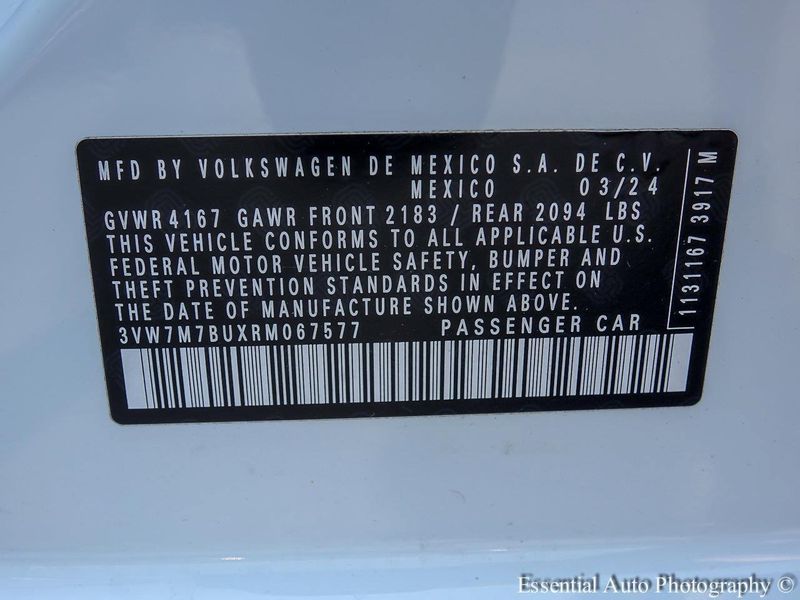 MFD BY VOLKSWAGEN DE MEXICO S.A. DE C.V.
MEXICO 03/24
GVWR 4167 GAWR FRONT 2183 / REAR 2094 LBS
THIS VEHICLE CONFORMS TO ALL APPLICABLE U.S.
FEDERAL MOTOR VEHICLE SAFETY, BUMPER AND
THEFT PREVENTION STANDARDS IN EFFECT ON
THE DATE OF MANUFACTURE SHOWN ABOVE.
3VW7M7BUXRM067577 PASSENGER CAR
1131167 3917 M
Essential Auto Photography ©